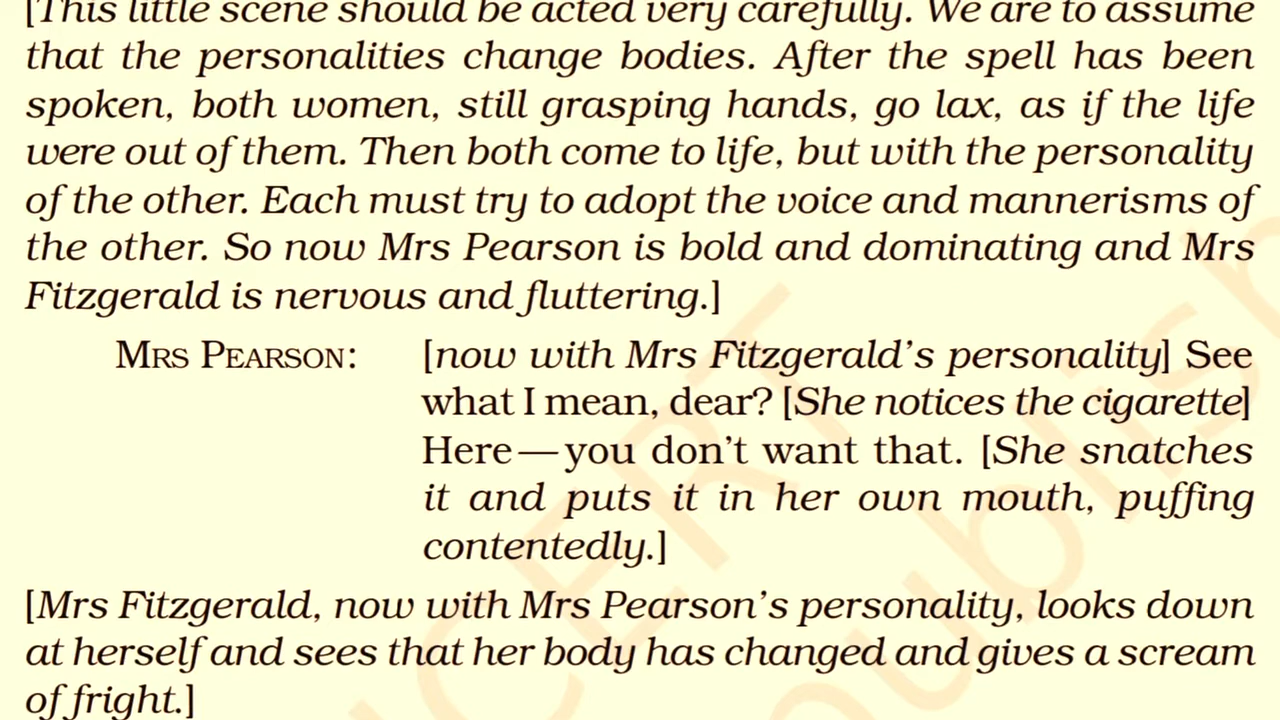 [This little scene should be acted very carefully. We are to assume
that the personalities change bodies. After the spell has been
spoken, both women, still grasping hands, go lax, as if the life
were out of them. Then both come to life, but with the personality
of the other. Each must try to adopt the voice and mannerisms of
the other. So now Mrs Pearson is bold and dominating and Mrs
Fitzgerald is nervous and fluttering.]
MRS PEARSON: [now with Mrs Fitzgerald's personality] See
what I mean, dear? [She notices the cigarette]
Here—you don't want that. [She snatches
it and puts it in her own mouth, puffing
contentedly.]
[Mrs Fitzgerald, now with Mrs Pearson's personality, looks down
at herself and sees that her body has changed and gives a scream
of fright.]